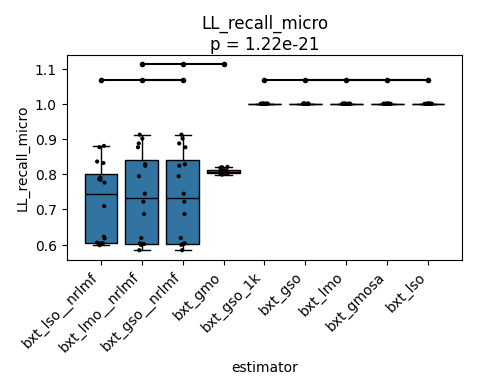 LL_recall_micro
p = 1.22e-21
LL_recall_micro
1.1
1.0
0.9
0.8
0.7
0.6
bxt_lso__nrlmf
bxt_lmo__nrlmf
bxt_gso__nrlmf
bxt_gmo
bxt_gso_1k
bxt_gso
bxt_lmo
bxt_gmosa
bxt_lso
estimator